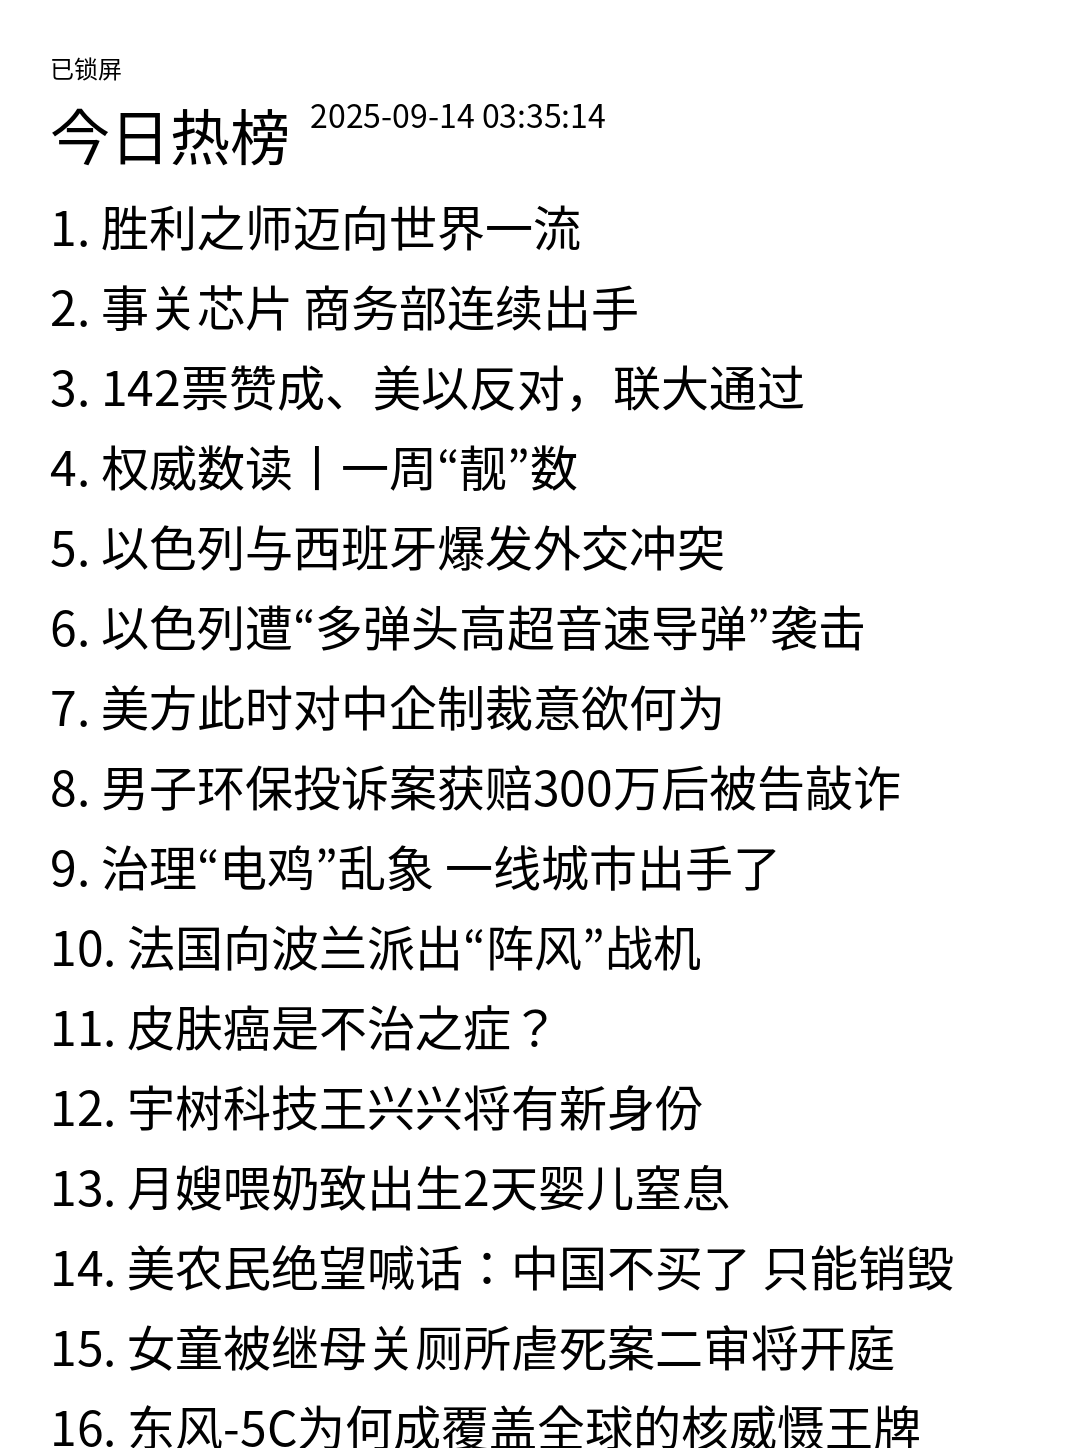 已锁屏
今日热榜 2025-09-14 03:35:14
1. 胜利之师迈向世界一流
2. 事关芯片 商务部连续出手
3. 142票赞成、美以反对，联大通过
4. 权威数读丨一周“靓”数
5. 以色列与西班牙爆发外交冲突
6. 以色列遭“多弹头高超音速导弹”袭击
7. 美方此时对中企制裁意欲何为
8. 男子环保投诉案获赔300万后被告敲诈
9. 治理“电鸡”乱象 一线城市出手了
10. 法国向波兰派出“阵风”战机
11. 皮肤癌是不治之症？
12. 宇树科技王兴兴将有新身份
13. 月嫂喂奶致出生2天婴儿窒息
14. 美农民绝望喊话：中国不买了 只能销毁
15. 女童被继母关厕所虐死案二审将开庭
16. 东风-5C为何成覆盖全球的核威慑王牌